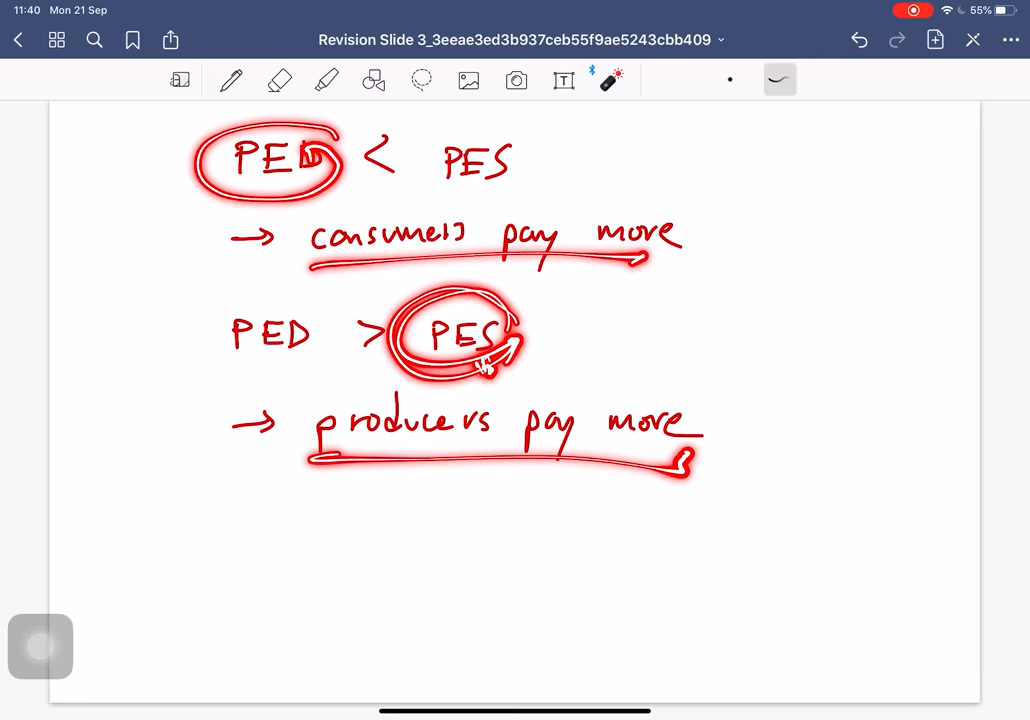 11:40 Mon 21 Sep 55%
Revision Slide 3_3eeae3ed3b937ceb55f9ae5243cbb409
T
PED < PES
→ consumers pay more
PED > PES
→ producers pay more